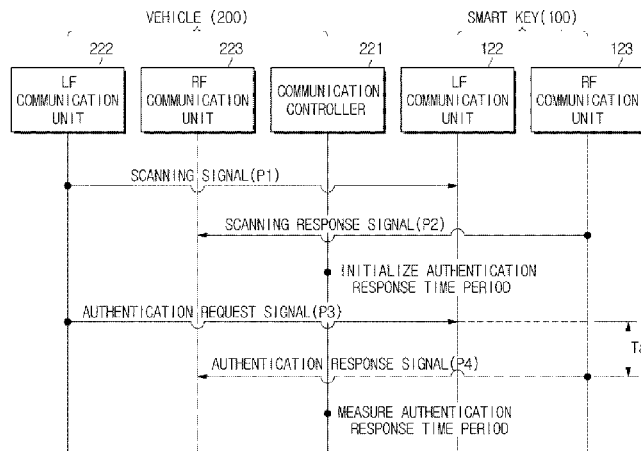 VEHICLE (200)
SMART KEY(100)
222
223
221
122
123
LF
COMMUNICATION
UNIT
RF
COMMUNICATION
UNIT
COMMUNICATION
CONTROLLER
LF
COMMUNICATION
UNIT
RF
COMMUNICATION
UNIT
SCANNING SIGNAL(P1)
SCANNING RESPONSE SIGNAL(P2)
INITIALIZE AUTHENTICATION
RESPONSE TIME PERIOD
AUTHENTICATION REQUEST SIGNAL(P3)
AUTHENTICATION RESPONSE SIGNAL(P4)
MEASURE AUTHENTICATION
RESPONSE TIME PERIOD